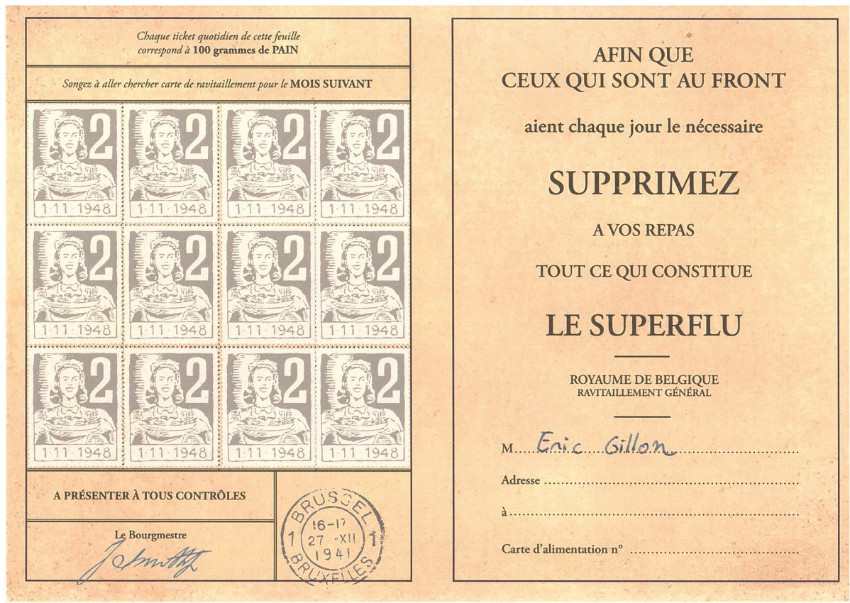 Chaque ticket quotidien de cette feuille
correspond à 100 grammes de PAIN
Songez à aller chercher carte de ravitaillement pour le MOIS SUIVANT
2 2 2 2
1·11·1948 1·11·1948 1·11·1948 1·11·1948
2 2 2 2
1·11·1948 1·11·1948 1·11·1948 1·11·1948
2 2 2 2
1·11·1948 1·11·1948 1·11·1948 1·11·1948
A PRÉSENTER À TOUS CONTRÔLES
Le Bourgmestre
BRUSSEL
16-17
1 27 -XII 1
1941
BRUXELLES
AFIN QUE
CEUX QUI SONT AU FRONT
aient chaque jour le nécessaire
SUPPRIMEZ
A VOS REPAS
TOUT CE QUI CONSTITUE
LE SUPERFLU
ROYAUME DE BELGIQUE
RAVITAILLEMENT GÉNÉRAL
M Eric Gillon
Adresse
à
Carte d'alimentation n°